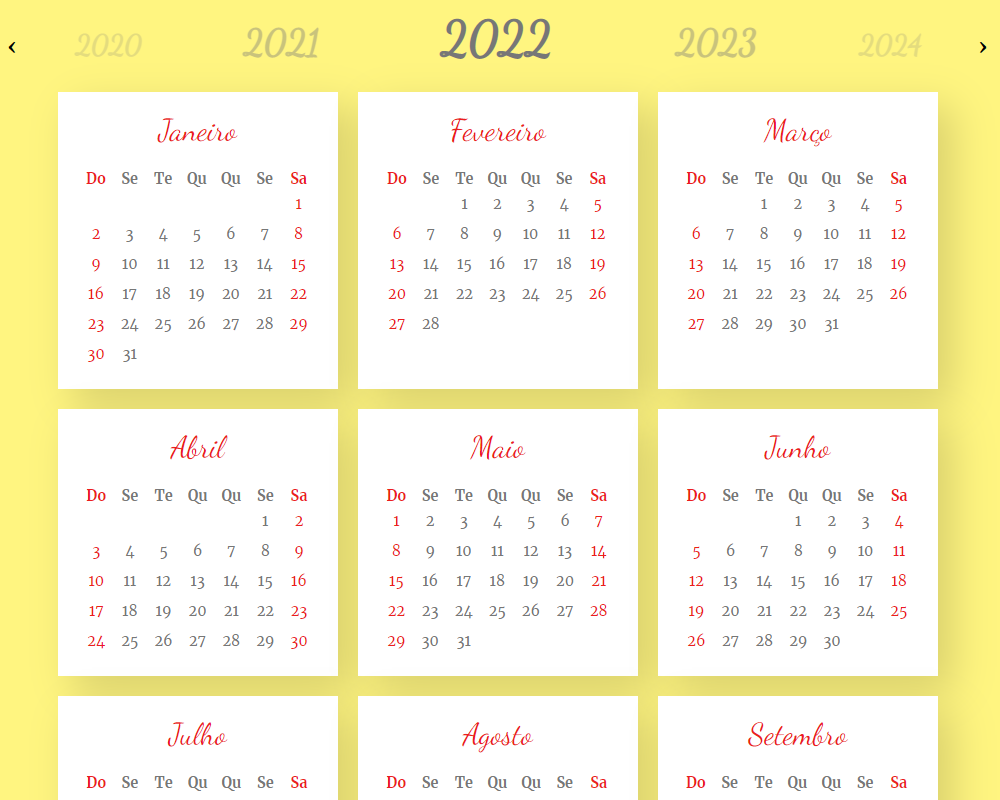 ‹ 2020 2021 2022 2023 2024 ›
Janeiro
Do Se Te Qu Qu Se Sa
1
2 3 4 5 6 7 8
9 10 11 12 13 14 15
16 17 18 19 20 21 22
23 24 25 26 27 28 29
30 31
Fevereiro
Do Se Te Qu Qu Se Sa
1 2 3 4 5
6 7 8 9 10 11 12
13 14 15 16 17 18 19
20 21 22 23 24 25 26
27 28
Março
Do Se Te Qu Qu Se Sa
1 2 3 4 5
6 7 8 9 10 11 12
13 14 15 16 17 18 19
20 21 22 23 24 25 26
27 28 29 30 31
Abril
Do Se Te Qu Qu Se Sa
1 2
3 4 5 6 7 8 9
10 11 12 13 14 15 16
17 18 19 20 21 22 23
24 25 26 27 28 29 30
Maio
Do Se Te Qu Qu Se Sa
1 2 3 4 5 6 7
8 9 10 11 12 13 14
15 16 17 18 19 20 21
22 23 24 25 26 27 28
29 30 31
Junho
Do Se Te Qu Qu Se Sa
1 2 3 4
5 6 7 8 9 10 11
12 13 14 15 16 17 18
19 20 21 22 23 24 25
26 27 28 29 30
Julho
Do Se Te Qu Qu Se Sa
Agosto
Do Se Te Qu Qu Se Sa
Setembro
Do Se Te Qu Qu Se Sa